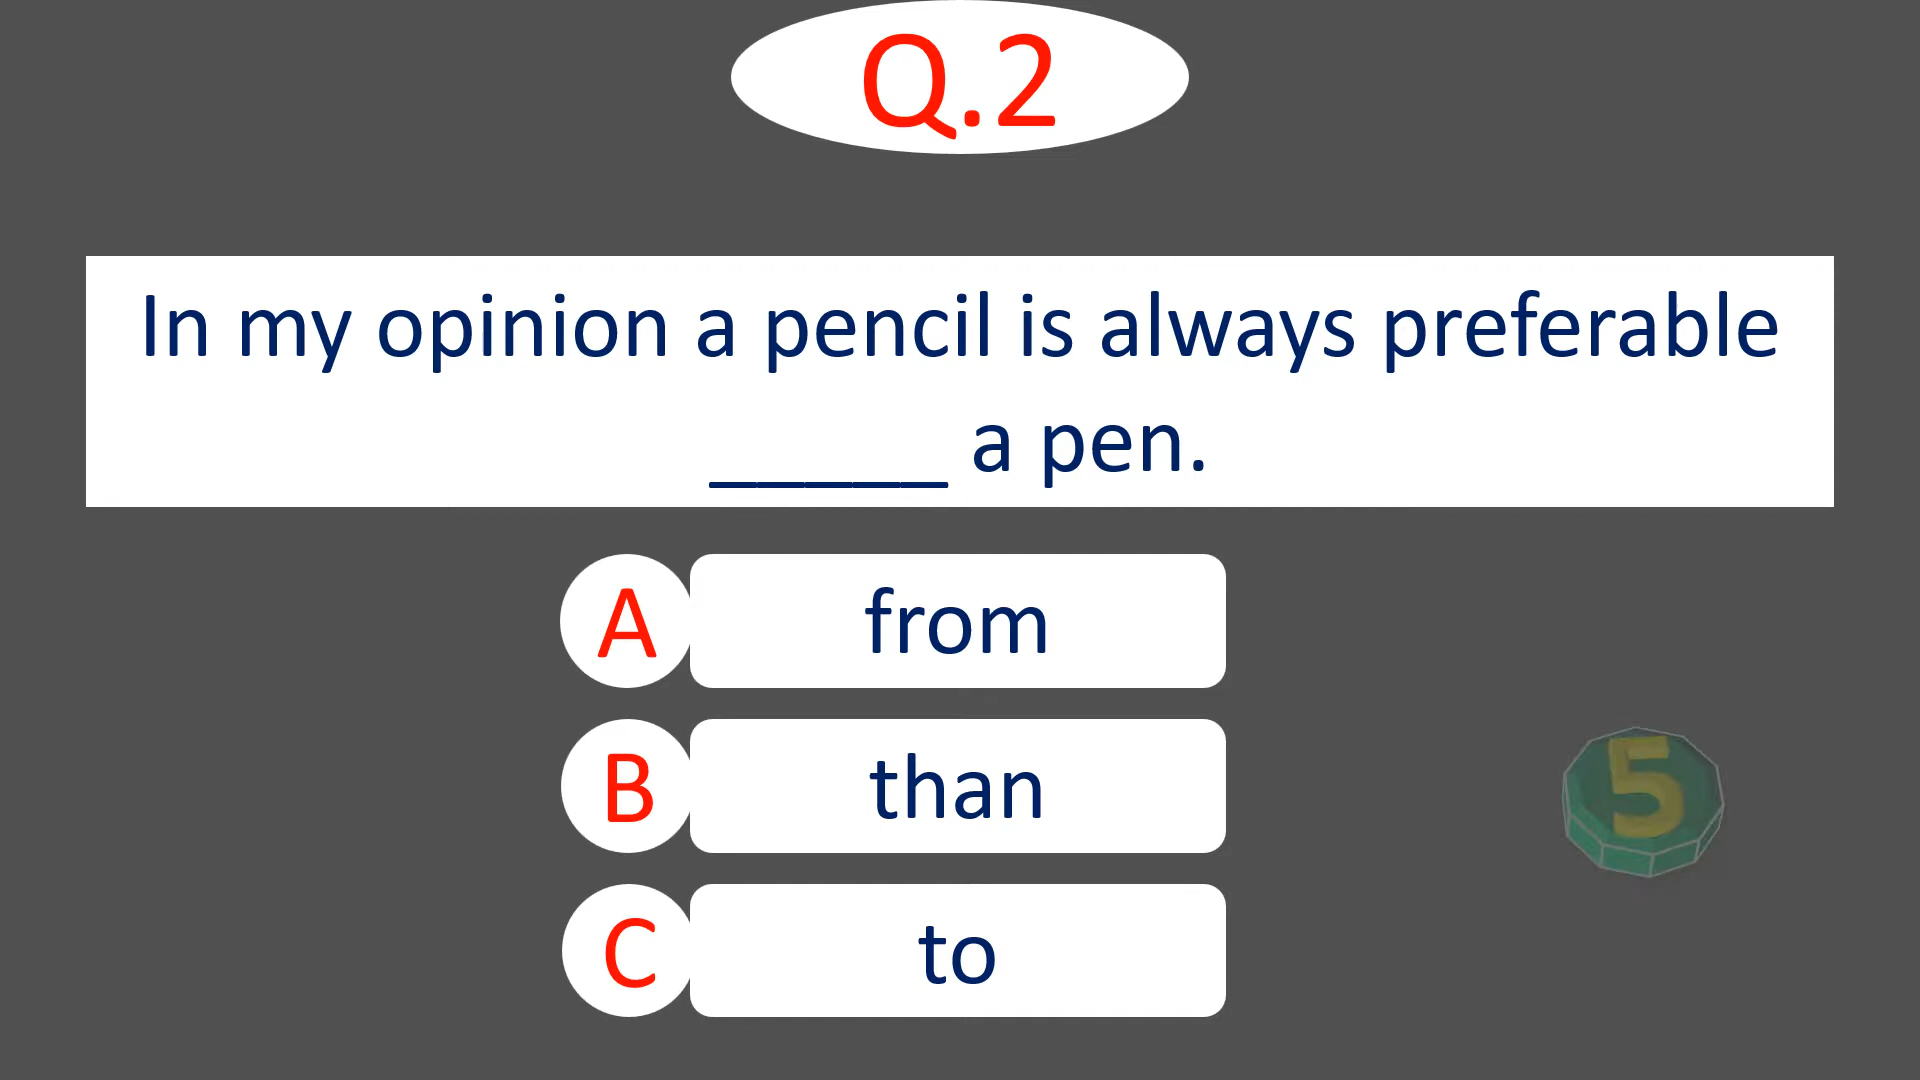 Q.2
In my opinion a pencil is always preferable
_____ a pen.
A from
B than
C to
5